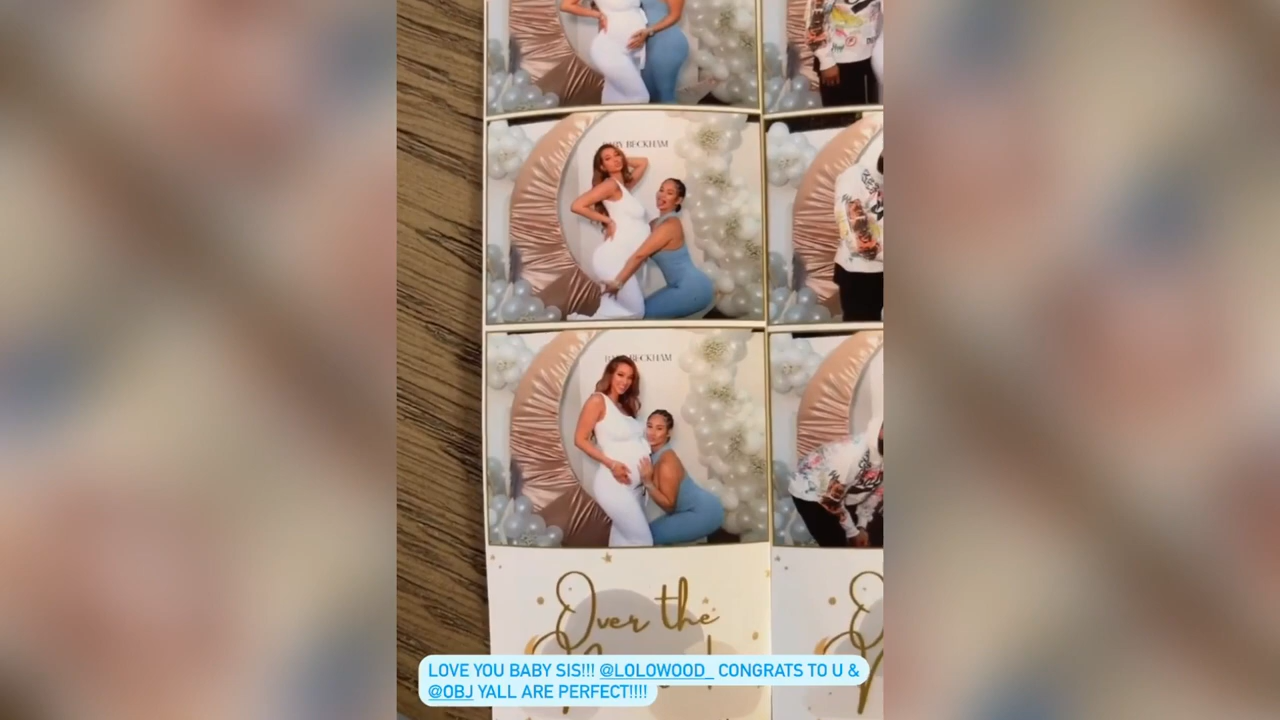 BECKHAM
BECKHAM
Over the
LOVE YOU BABY SIS!!! @LOLOWOOD_ CONGRATS TO U &
@OBJ YALL ARE PERFECT!!!!